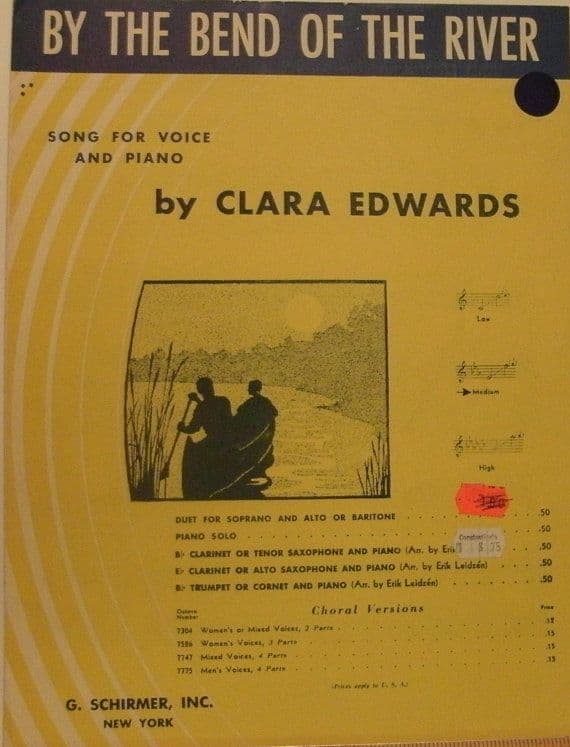 BY THE BEND OF THE RIVER
SONG FOR VOICE
AND PIANO
by CLARA EDWARDS
Low
Medium
High
DUET FOR SOPRANO AND ALTO OR BARITONE .50
PIANO SOLO .50
B♭ CLARINET OR TENOR SAXOPHONE AND PIANO (Arr. by .50
E♭ CLARINET OR ALTO SAXOPHONE AND PIANO (Arr. by Erik Leidzén) .50
B♭ TRUMPET OR CORNET AND PIANO (Arr. by Erik Leidzén) .50
Octavo
Number
Choral Versions
Price
7304 Women's or Mixed Voices, 2 Parts .12
7586 Women's Voices, 3 Parts .15
7747 Mixed Voices, 4 Parts .15
7775 Men's Voices, 4 Parts
(Prices apply to U. S. A.)
G. SCHIRMER, INC.
NEW YORK